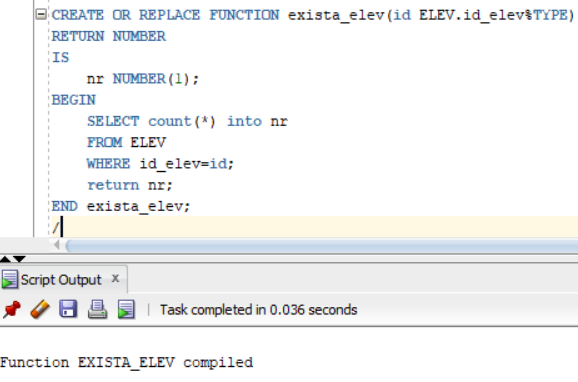 CREATE OR REPLACE FUNCTION exista_elev(id ELEV.id_elev%TYPE)
RETURN NUMBER
IS
nr NUMBER(1);
BEGIN
SELECT count(*) into nr
FROM ELEV
WHERE id_elev=id;
return nr;
END exista_elev;
/
Script Output x
Task completed in 0.036 seconds
Function EXISTA_ELEV compiled